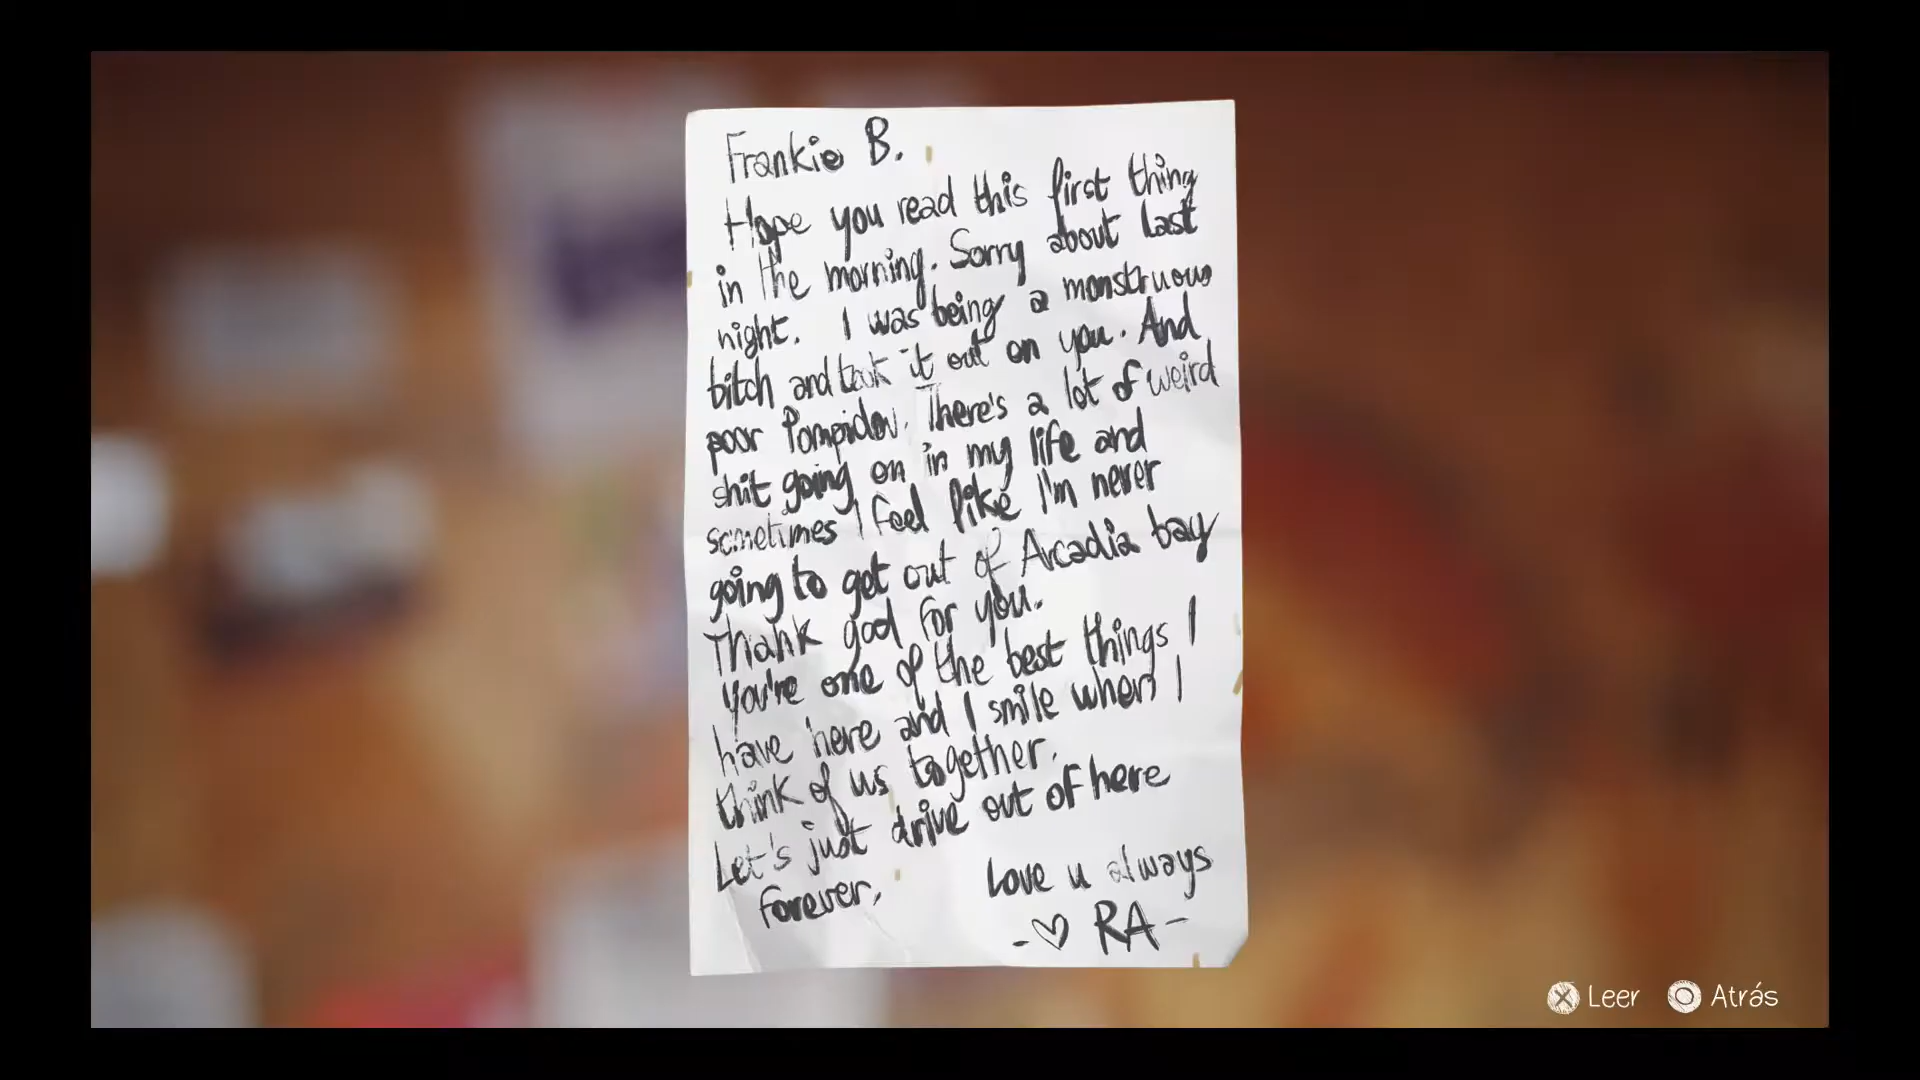 Frankie B.
Hope you read this first thing
in the morning. Sorry about last
night. I was being a monstruous
bitch and took it out on you. And
poor Pompidou. There's a lot of weird
shit going on in my life and
sometimes I feel like I'm never
going to get out of Arcadia bay
Thank god for you.
You're one of the best things I
have here and I smile when I
think of us together.
Let's just drive out of here
forever.
Love u always
-♡ RA-
Leer Atrás